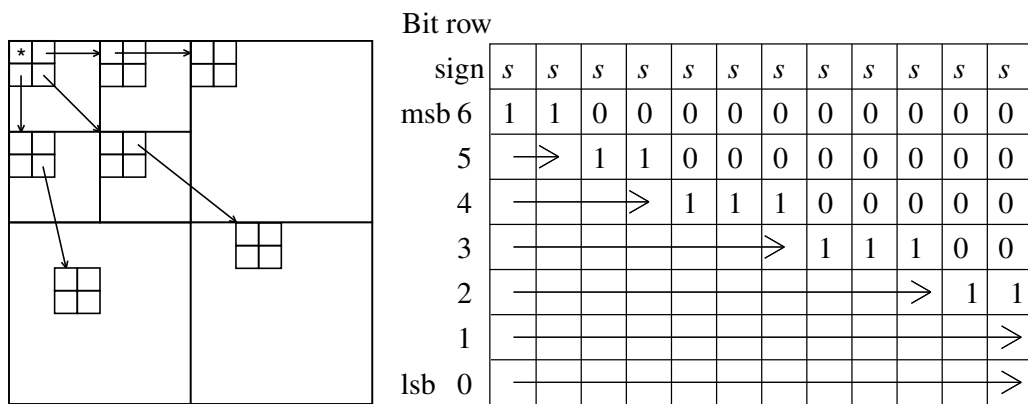 Bit row
*
sign s s s s s s s s s s s s
msb 6 1 1 0 0 0 0 0 0 0 0 0 0
5 1 1 0 0 0 0 0 0 0 0
4 1 1 1 0 0 0 0 0
3 1 1 1 0 0
2 1 1
1
lsb 0